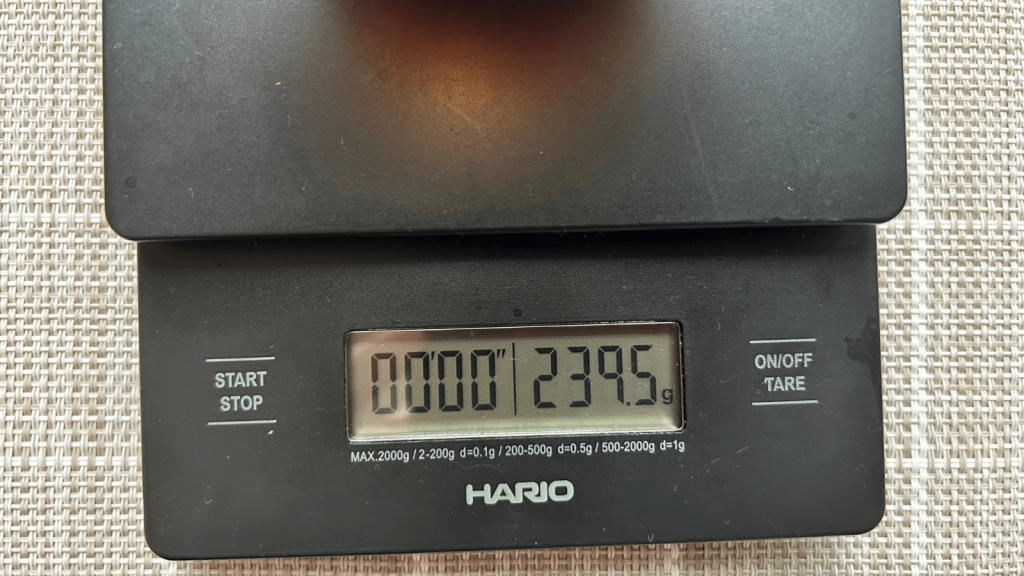 00'00" 239.5g
START
STOP
ON/OFF
TARE
MAX.2000g / 2-200g d=0.1g / 200-500g d=0.5g / 500-2000g d=1g
HARIO